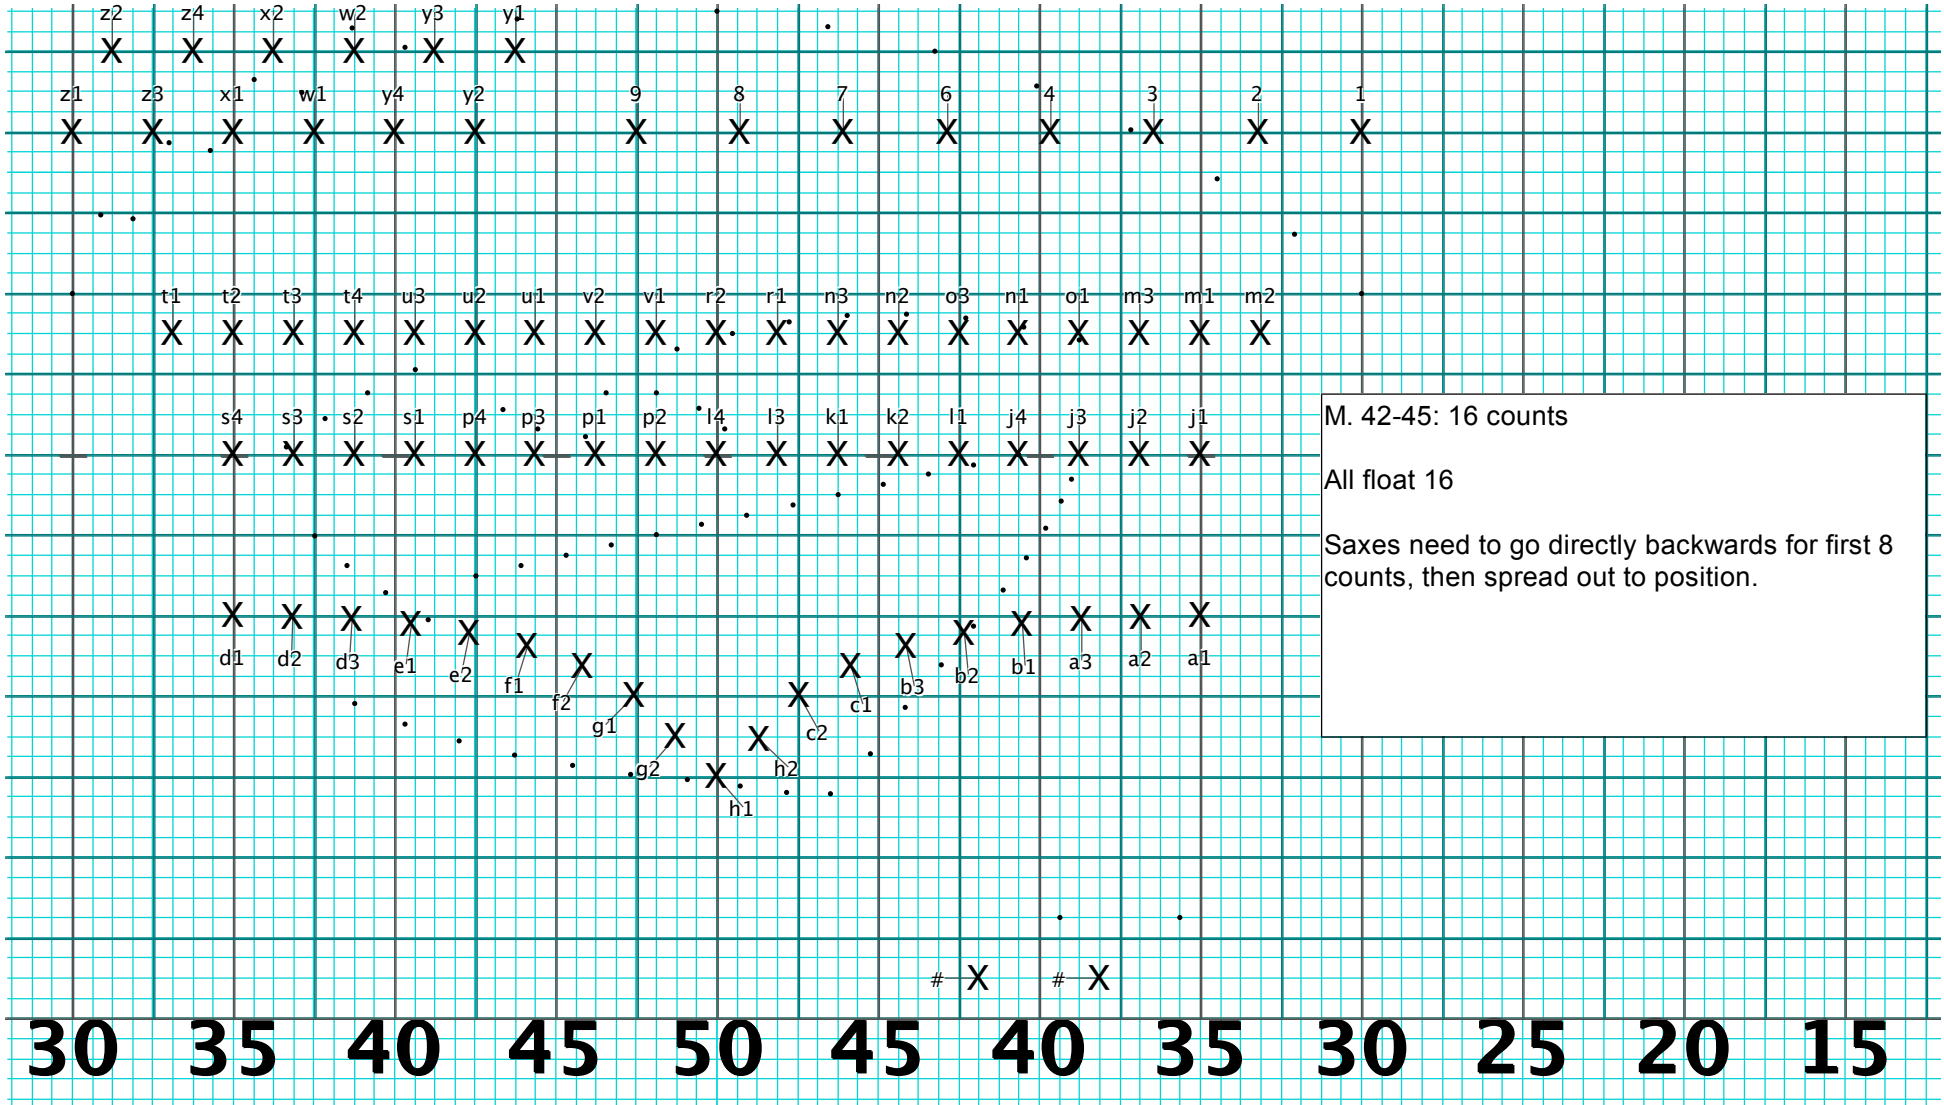 z2 z4 x2 w2 y3 y1
z1 z3 x1 w1 y4 y2 9 8 7 6 4 3 2 1
t1 t2 t3 t4 u3 u2 u1 v2 v1 r2 r1 n3 n2 o3 n1 o1 m3 m1 m2
s4 s3 s2 s1 p4 p3 p1 p2 l4 l3 k1 k2 l1 j4 j3 j2 j1
M. 42-45: 16 counts
All float 16
Saxes need to go directly backwards for first 8
counts, then spread out to position.
d1 d2 d3 e1 e2 f1 f2 g1 g2 h1 h2 c2 c1 b3 b2 b1 a3 a2 a1
# #
30 35 40 45 50 45 40 35 30 25 20 15